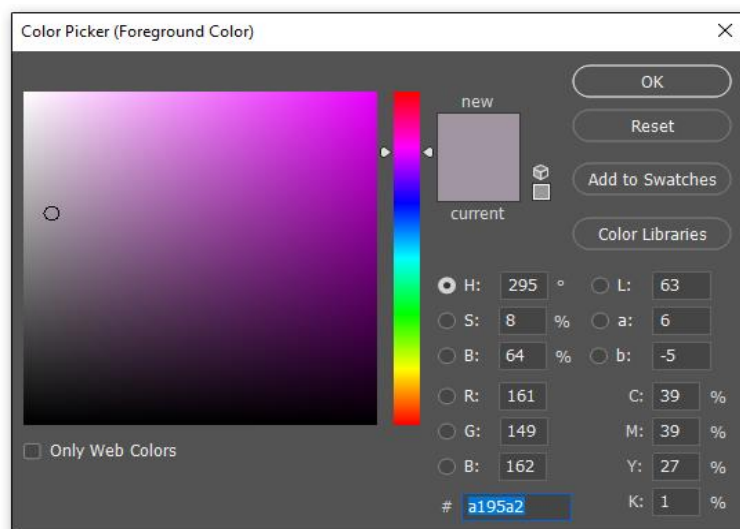 Color Picker (Foreground Color)
new
current
OK
Reset
Add to Swatches
Color Libraries
H: 295 °
L: 63
S: 8 %
a: 6
B: 64 %
b: -5
R: 161
C: 39 %
G: 149
M: 39 %
B: 162
Y: 27 %
# a195a2
K: 1 %
Only Web Colors